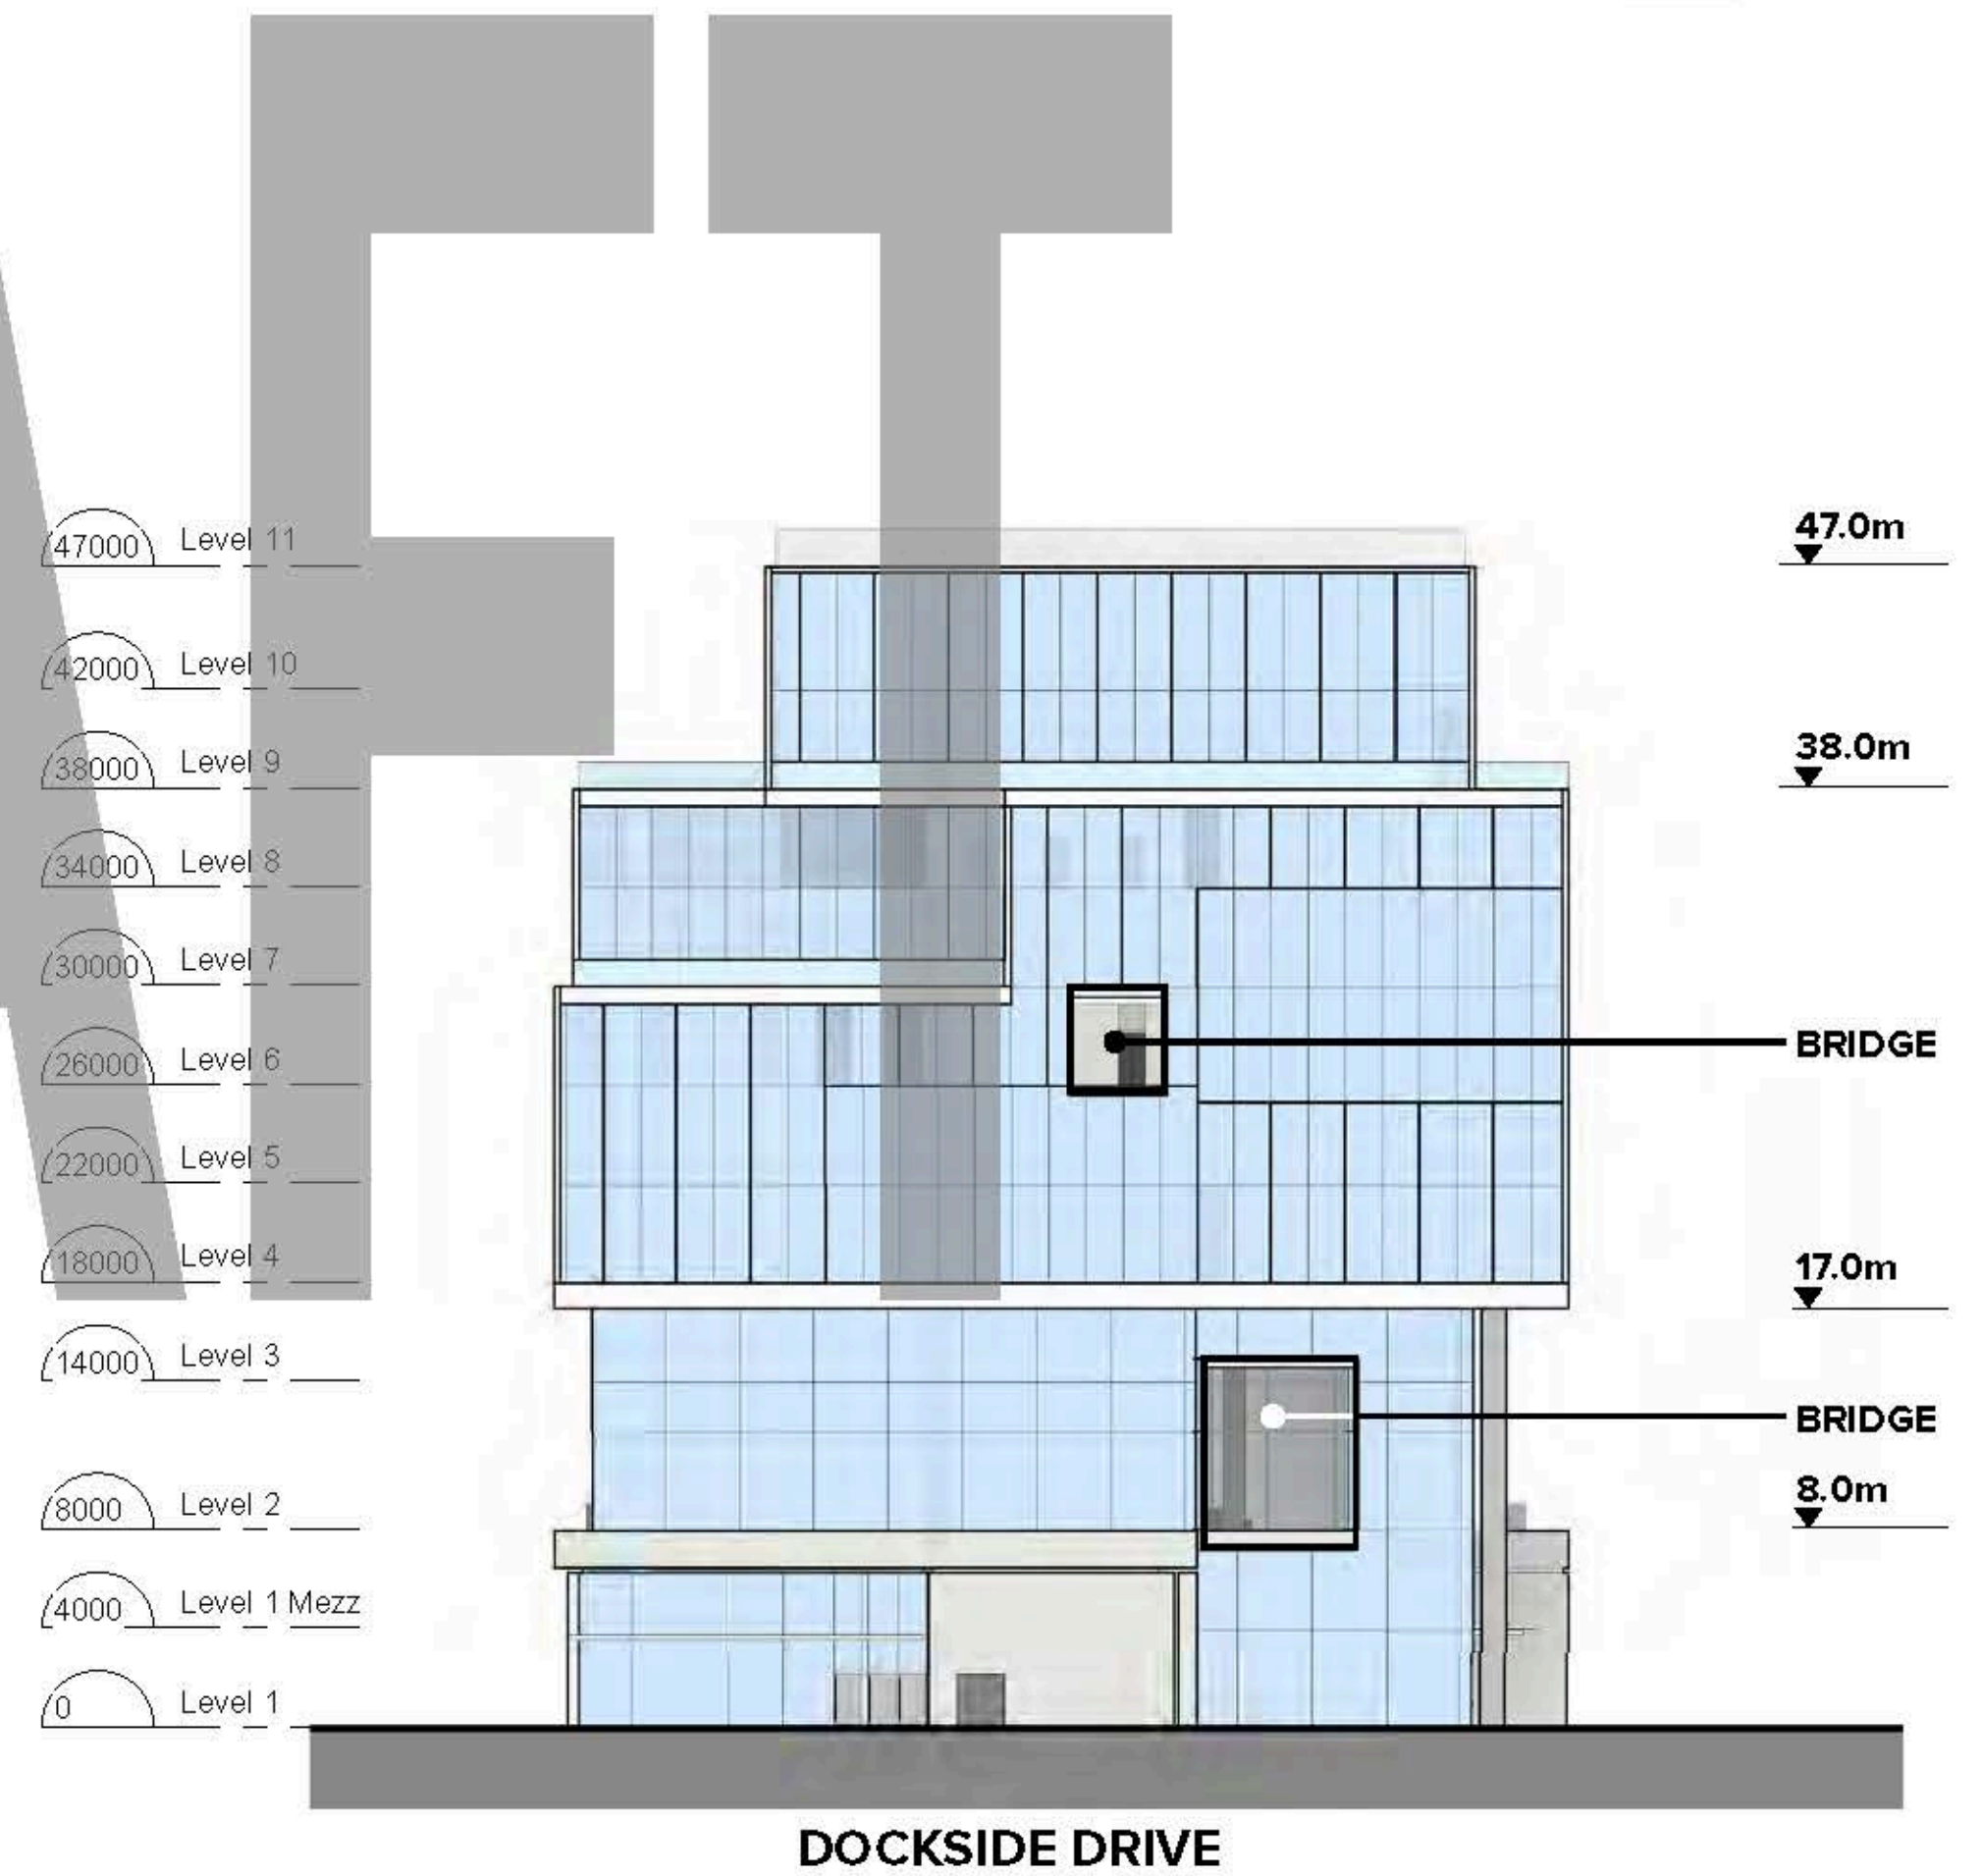 47000 Level 11
47.0m
42000 Level 10
38000 Level 9
38.0m
34000 Level 8
30000 Level 7
BRIDGE
26000 Level 6
22000 Level 5
18000 Level 4
17.0m
14000 Level 3
BRIDGE
8000 Level 2
8.0m
4000 Level 1 Mezz
0 Level 1
DOCKSIDE DRIVE
FT